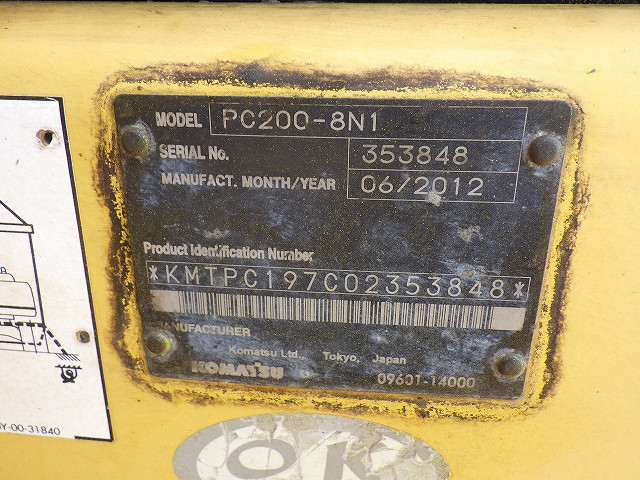 MODEL PC200-8N1
SERIAL No. 353848
MANUFACT. MONTH/YEAR 06/2012
Product Identification Number
*KMTPC197C02353848*
MANUFACTURER
Komatsu Ltd., Tokyo, Japan
KOMATSU 09601-14000
Y-00-31840
OK